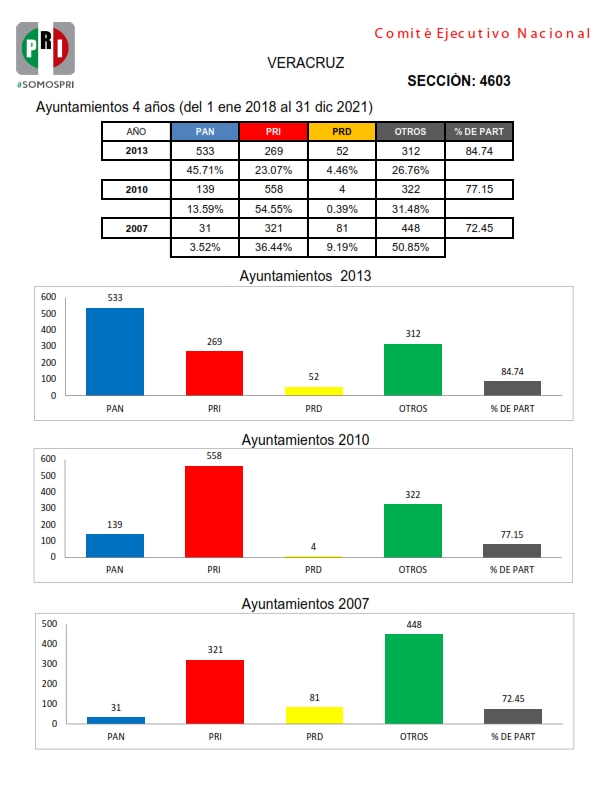 Comité Ejecutivo Nacional
PRI
#SOMOSPRI
VERACRUZ
SECCIÓN: 4603
Ayuntamientos 4 años (del 1 ene 2018 al 31 dic 2021)
AÑO PAN PRI PRD OTROS % DE PART
2013 533 269 52 312 84.74
45.71% 23.07% 4.46% 26.76%
2010 139 558 4 322 77.15
13.59% 54.55% 0.39% 31.48%
2007 31 321 81 448 72.45
3.52% 36.44% 9.19% 50.85%
Ayuntamientos 2013
600
500
400
300
200
100
0
533
269
52
312
84.74
PAN PRI PRD OTROS % DE PART
Ayuntamientos 2010
600
500
400
300
200
100
0
139
558
4
322
77.15
PAN PRI PRD OTROS % DE PART
Ayuntamientos 2007
500
400
300
200
100
0
31
321
81
448
72.45
PAN PRI PRD OTROS % DE PART